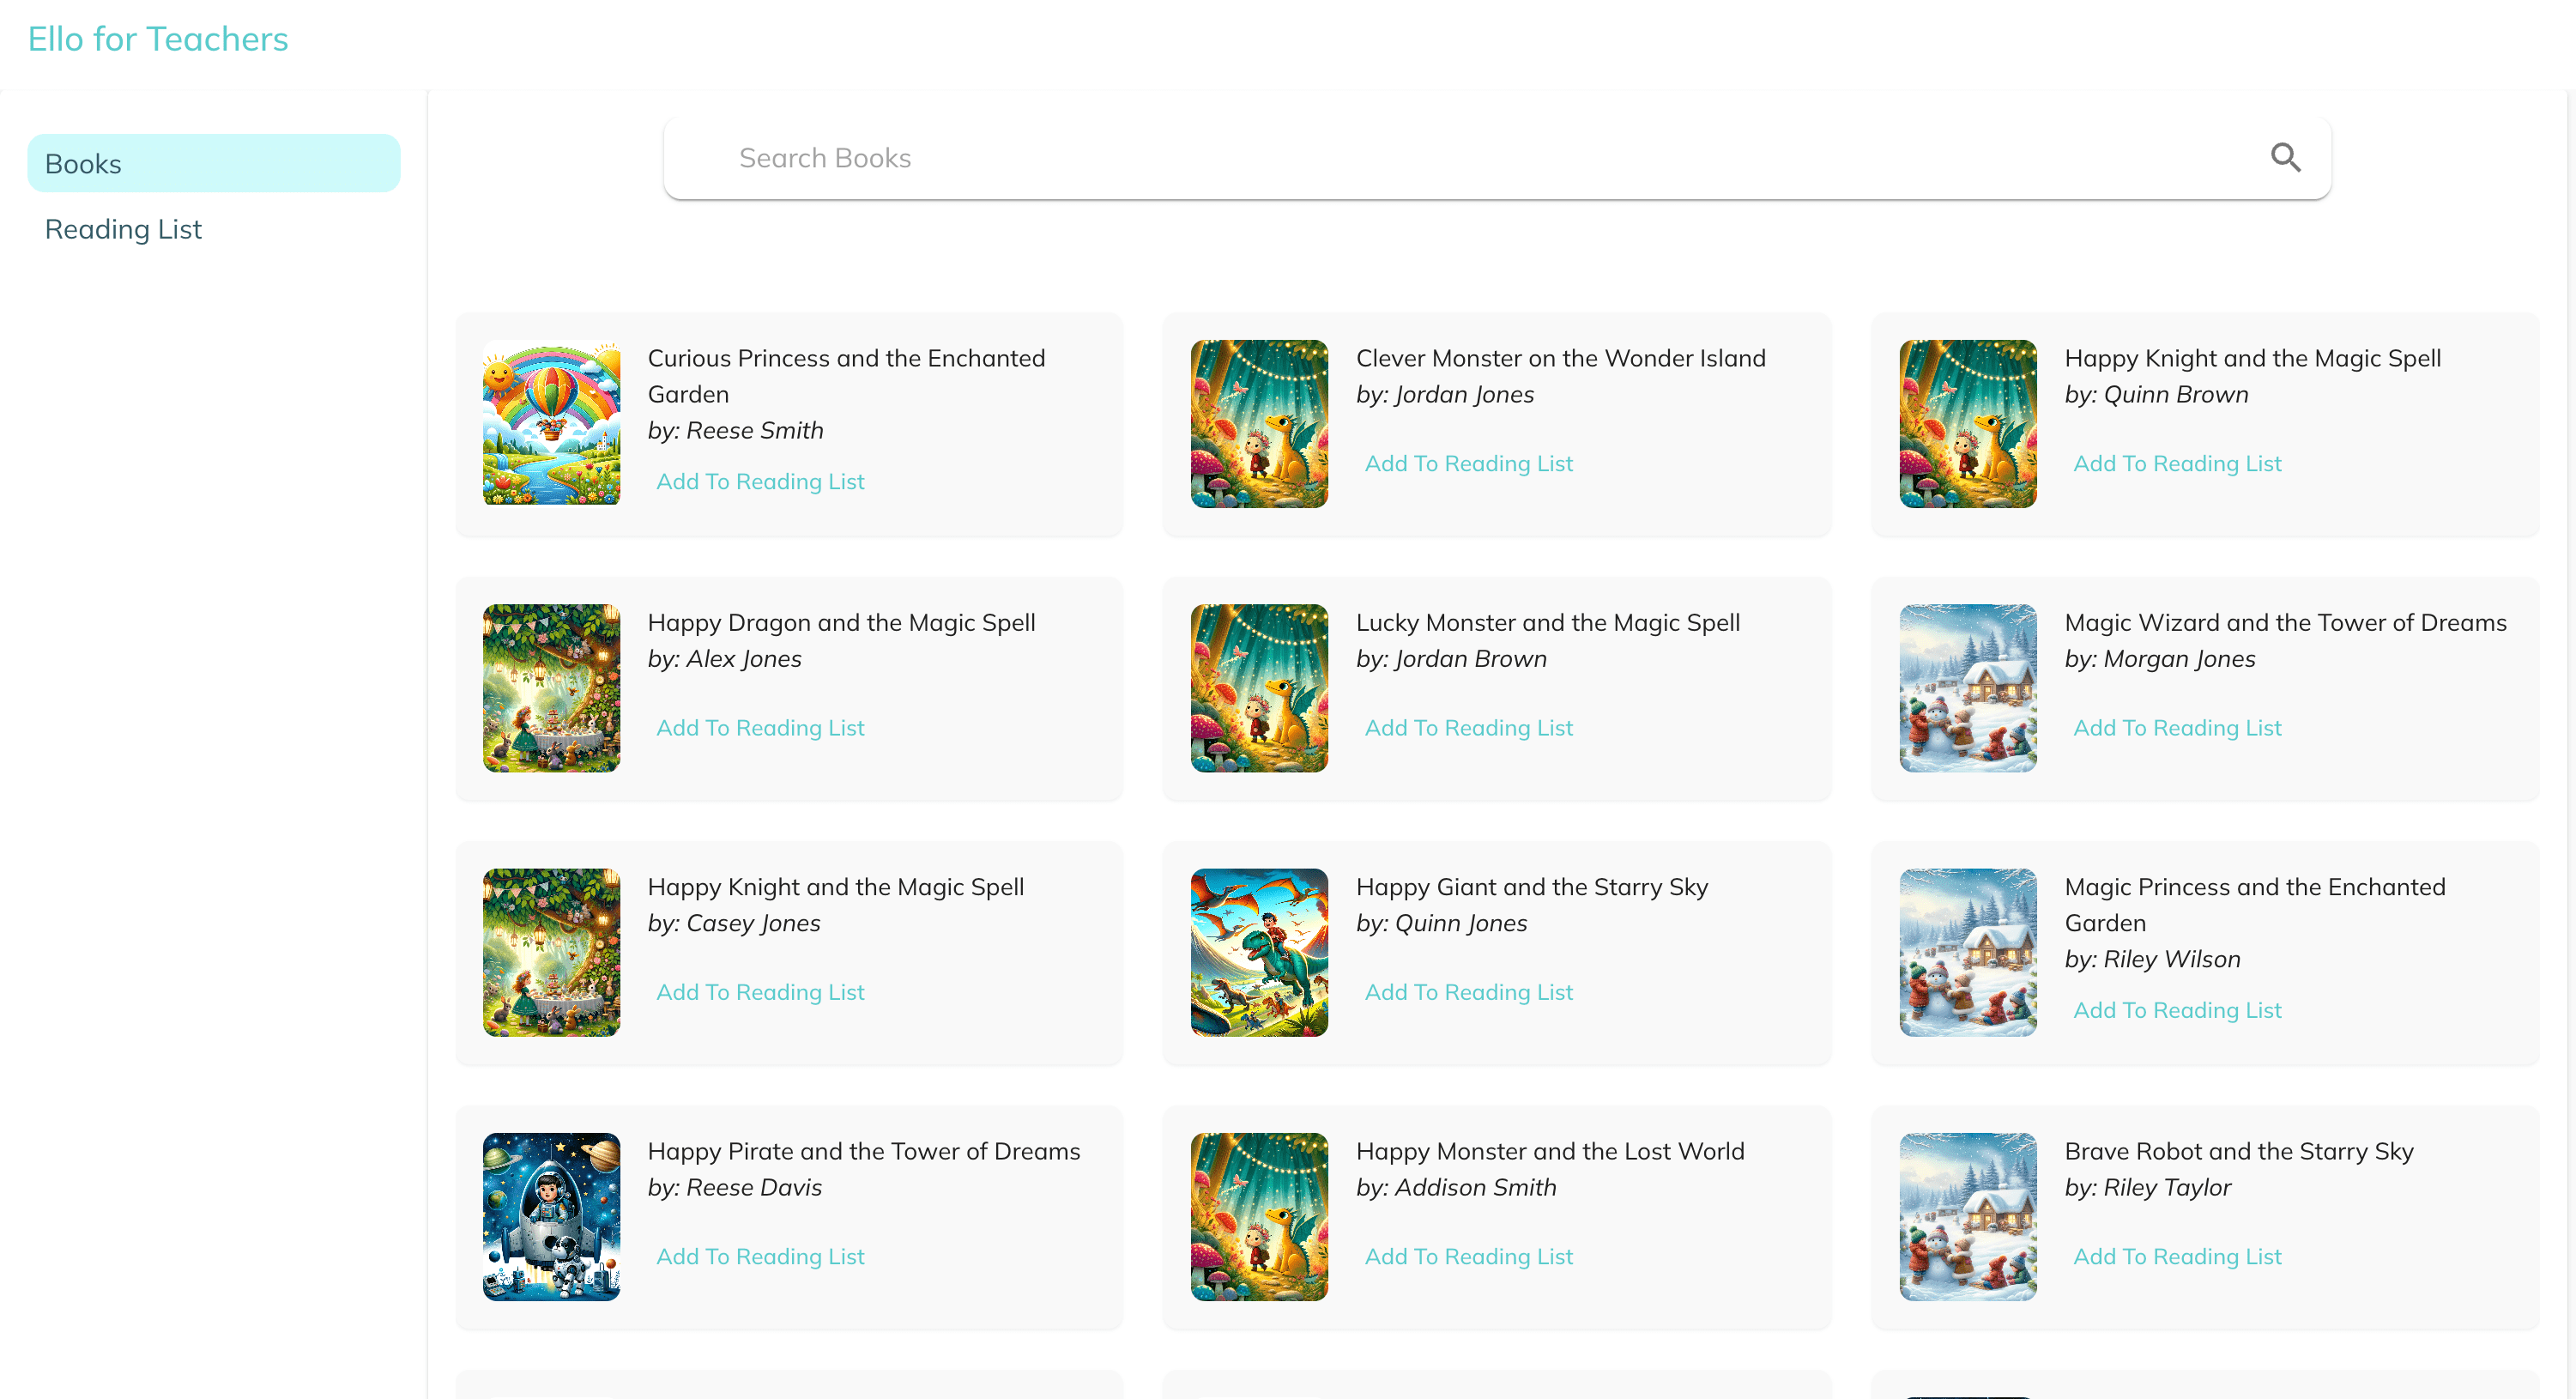 Ello for Teachers
Books
Reading List
Search Books
Curious Princess and the Enchanted
Garden
by: Reese Smith
Add To Reading List
Clever Monster on the Wonder Island
by: Jordan Jones
Add To Reading List
Happy Knight and the Magic Spell
by: Quinn Brown
Add To Reading List
Happy Dragon and the Magic Spell
by: Alex Jones
Add To Reading List
Lucky Monster and the Magic Spell
by: Jordan Brown
Add To Reading List
Magic Wizard and the Tower of Dreams
by: Morgan Jones
Add To Reading List
Happy Knight and the Magic Spell
by: Casey Jones
Add To Reading List
Happy Giant and the Starry Sky
by: Quinn Jones
Add To Reading List
Magic Princess and the Enchanted
Garden
by: Riley Wilson
Add To Reading List
Happy Pirate and the Tower of Dreams
by: Reese Davis
Add To Reading List
Happy Monster and the Lost World
by: Addison Smith
Add To Reading List
Brave Robot and the Starry Sky
by: Riley Taylor
Add To Reading List